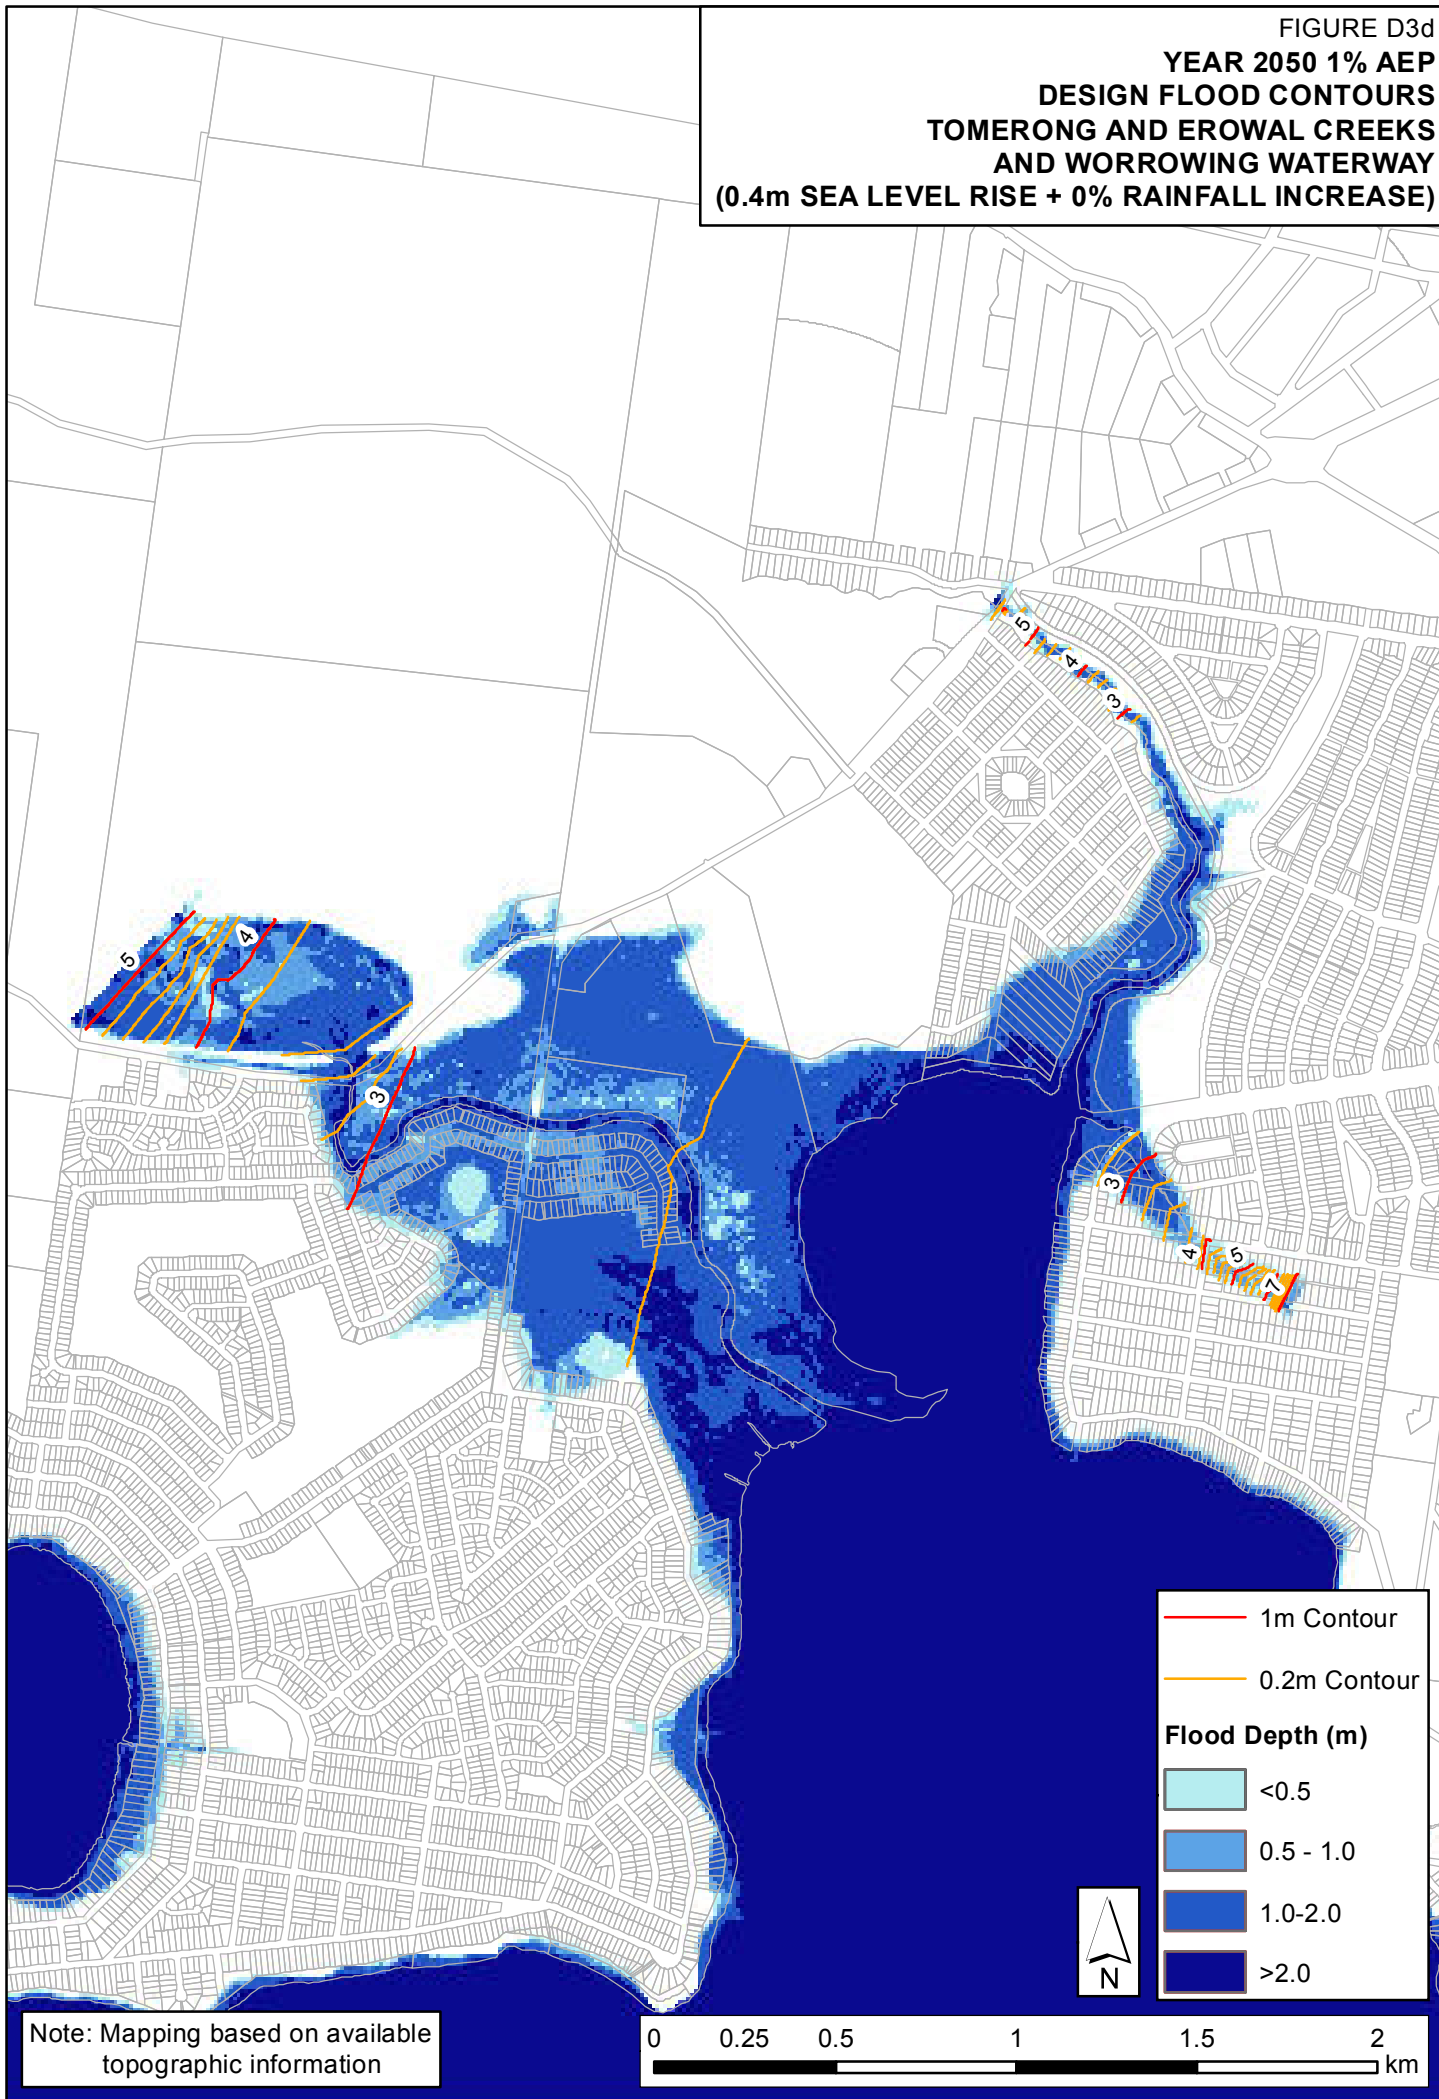 FIGURE D3d
YEAR 2050 1% AEP
DESIGN FLOOD CONTOURS
TOMERONG AND EROWAL CREEKS
AND WORROWING WATERWAY
(0.4m SEA LEVEL RISE + 0% RAINFALL INCREASE)
5
4
3
5
4
3
3
4
5
7
1m Contour
0.2m Contour
Flood Depth (m)
<0.5
0.5 - 1.0
1.0-2.0
>2.0
N
Note: Mapping based on available
topographic information
0 0.25 0.5 1 1.5 2
km